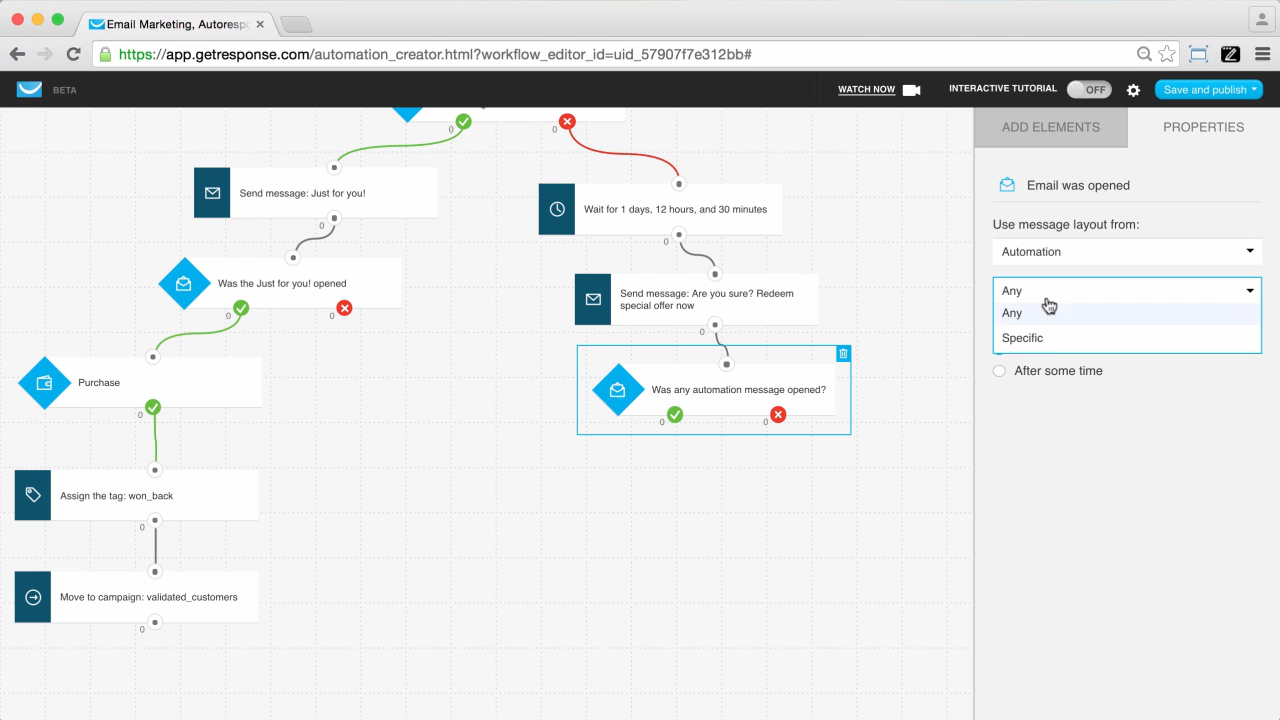 Email Marketing, Autoresp
https://app.getresponse.com/automation_creator.html?workflow_editor_id=uid_57907f7e312bb#
BETA
WATCH NOW
INTERACTIVE TUTORIAL
OFF
Save and publish
ADD ELEMENTS
PROPERTIES
0
0
Send message: Just for you!
0
Was the Just for you! opened
0
0
Purchase
0
Assign the tag: won_back
0
Move to campaign: validated_customers
0
Wait for 1 days, 12 hours, and 30 minutes
0
Send message: Are you sure? Redeem
special offer now
0
Was any automation message opened?
0
0
Email was opened
Use message layout from:
Automation
Any
Any
Specific
After some time